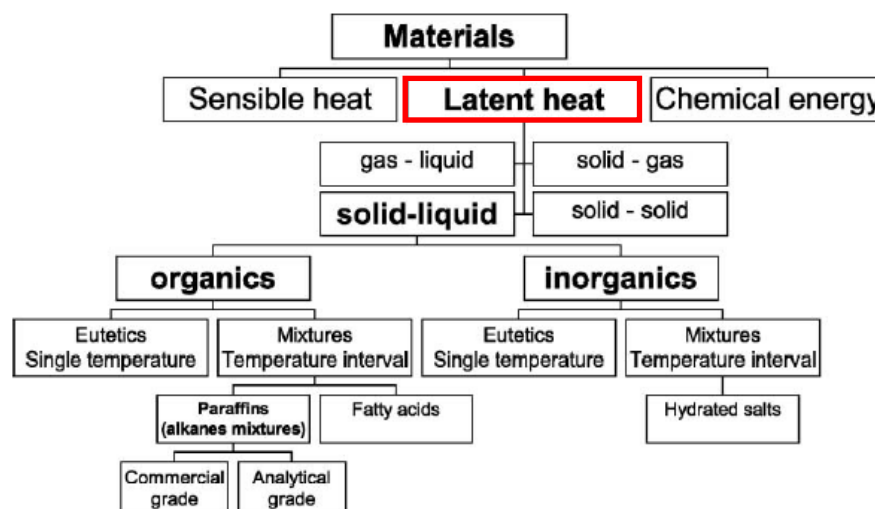 Materials
Sensible heat
Latent heat
Chemical energy
gas - liquid
solid - gas
solid-liquid
solid - solid
organics
inorganics
Eutetics
Single temperature
Mixtures
Temperature interval
Eutetics
Single temperature
Mixtures
Temperature interval
Paraffins
(alkanes mixtures)
Fatty acids
Hydrated salts
Commercial
grade
Analytical
grade